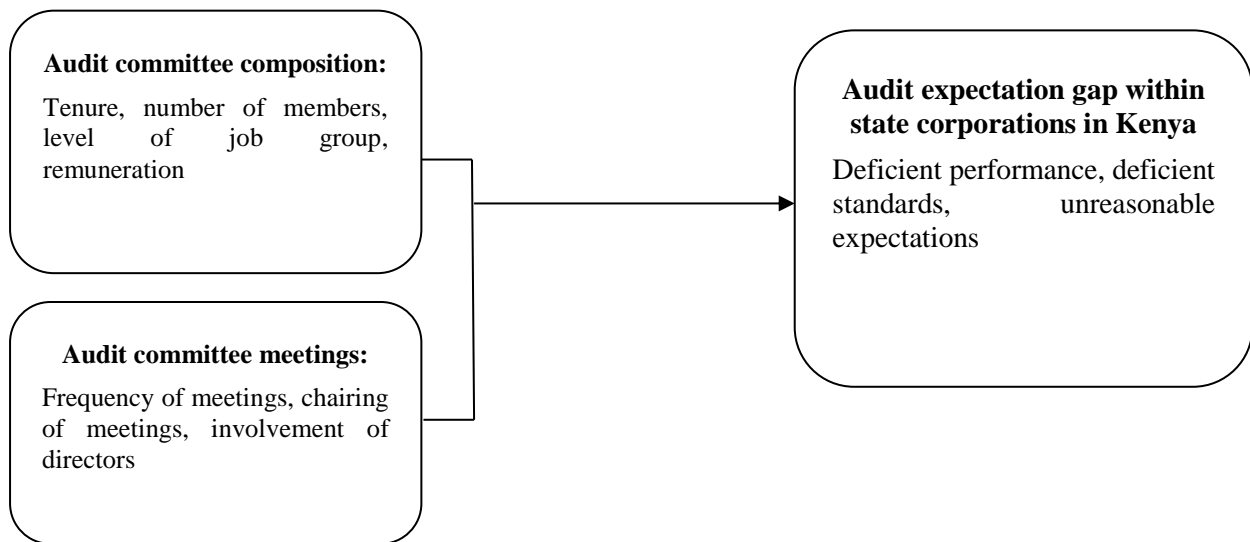 Audit committee composition:
Tenure, number of members,
level of job group,
remuneration
Audit expectation gap within
state corporations in Kenya
Deficient performance, deficient
standards, unreasonable
expectations
Audit committee meetings:
Frequency of meetings, chairing
of meetings, involvement of
directors